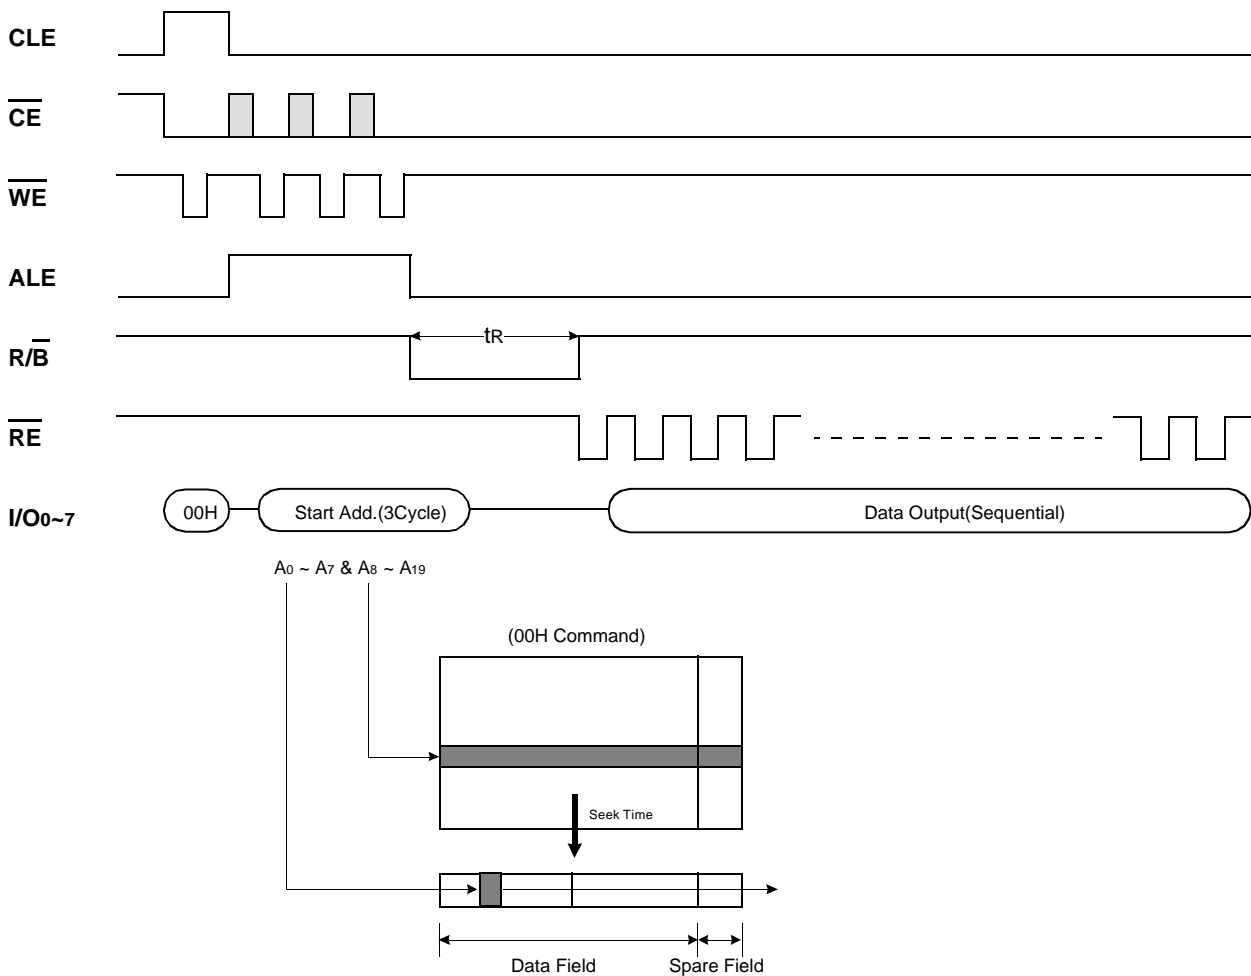 CLE
CE
WE
ALE
R/B
tR
RE
I/O0~7
00H
Start Add.(3Cycle)
Data Output(Sequential)
A0 ~ A7 & A8 ~ A19
(00H Command)
Seek Time
Data Field
Spare Field